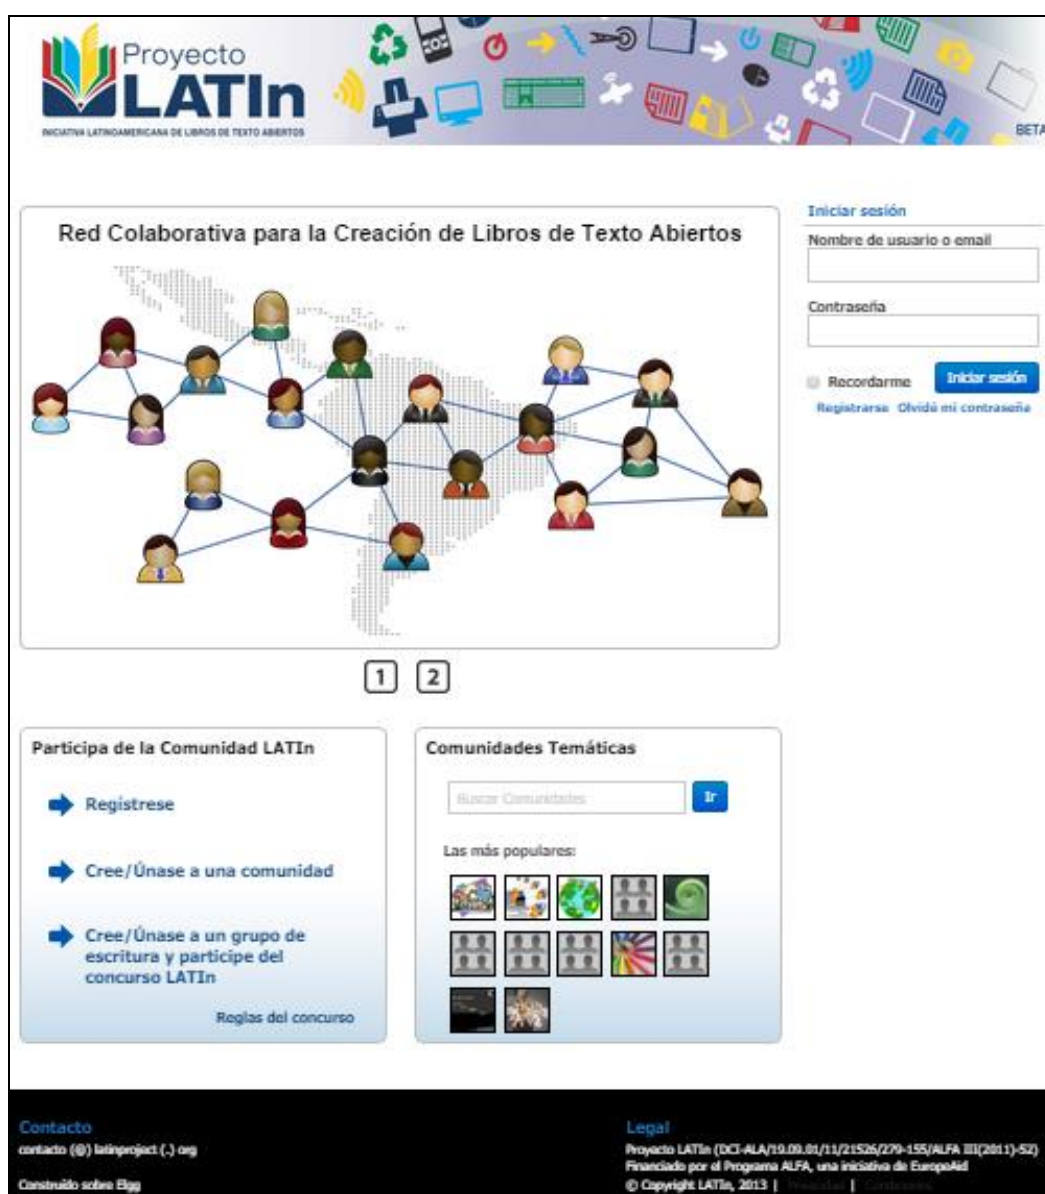 Proyecto
LATIn
INICIATIVA LATINOAMERICANA DE LIBROS DE TEXTO ABIERTOS
BETA
Red Colaborativa para la Creación de Libros de Texto Abiertos
1 2
Iniciar sesión
Nombre de usuario o email
Contraseña
Recordarme
Iniciar sesión
Registrarse Olvidé mi contraseña
Participa de la Comunidad LATIn
Registrese
Cree/Únase a una comunidad
Cree/Únase a un grupo de
escritura y participe del
concurso LATIn
Reglas del concurso
Comunidades Temáticas
Buscar Comunidades
Ir
Las más populares:
Contacto
contacto (@) latinproject (.) org
Construído sobre Elgg
Legal
Proyecto LATIn (DCI-ALA/19.09.01/11/21526/279-155/ALFA III(2011)-52)
Financiado por el Programa ALFA, una iniciativa de EuropeAid
© Copyright LATIn, 2013 | Privacidad | Condiciones